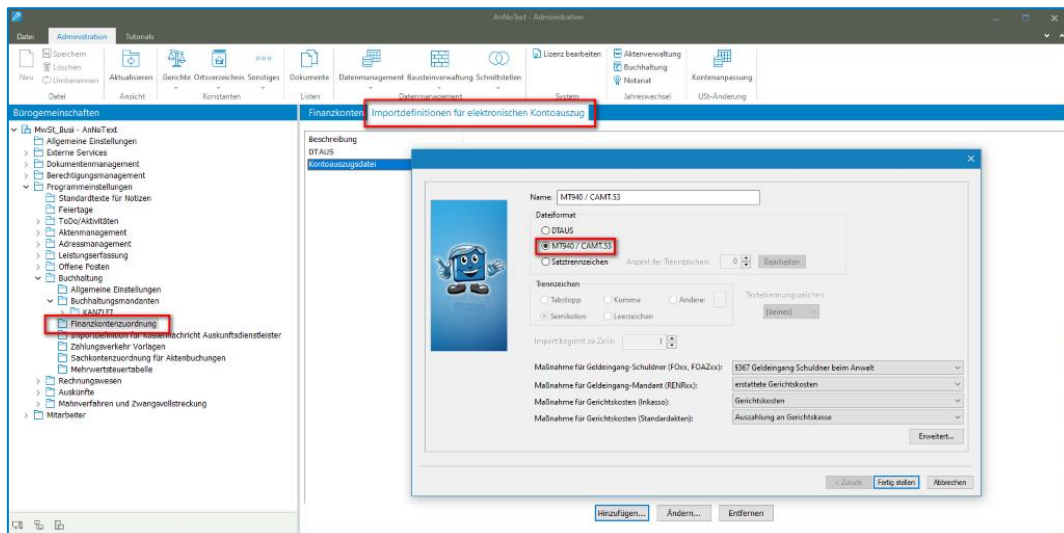 AnNoText - Administration
Datei Administration Tutorials
Neu Speichern Löschen Umbenennen Aktualisieren Gerichte Ortsverzeichnis Sonstiges Dokumente Datenmanagement Bausteinverwaltung Schnittstellen Lizenz bearbeiten Aktenverwaltung Buchhaltung Notariat Kontenanpassung
Datei Ansicht Konstanten Listen Datenmanagement System Jahreswechsel USt-Änderung
Bürogemeinschaften
MwSt_Busi - AnNoText
Allgemeine Einstellungen
Externe Services
Dokumentenmanagement
Berechtigungsmanagement
Programmeinstellungen
Standardtexte für Notizen
Feiertage
ToDo/Aktivitäten
Aktenmanagement
Adressmanagement
Leistungserfassung
Offene Posten
Buchhaltung
Allgemeine Einstellungen
Buchhaltungsmandanten
KANZLEI
Finanzkontenzuordnung
Importdefinition für Kostennachricht Auskunftsdienstleister
Zahlungsverkehr Vorlagen
Sachkontenzuordnung für Aktenbuchungen
Mehrwertsteuertabelle
Rechnungswesen
Auskünfte
Mahnverfahren und Zwangsvollstreckung
Mitarbeiter
Finanzkonten Importdefinitionen für elektronischen Kontoauszug
Beschreibung
DTAUS
Kontoauszugsdatei
Name: MT940 / CAMT.53
Dateiformat
DTAUS
MT940 / CAMT.53
Satztrennzeichen Anzahl der Trennzeichen: 0 Bearbeiten
Trennzeichen
Tabstopp Komma Andere: Texterkennungszeichen:
Semikolon Leerzeichen [keines]
Import beginnt ab Zeile: 1
Maßnahme für Geldeingang-Schuldner (FOxx, FOAZxx): §367 Geldeingang Schuldner beim Anwalt
Maßnahme für Geldeingang-Mandant (RENRxx): erstattete Gerichtskosten
Maßnahme für Gerichtskosten (Inkasso): Gerichtskosten
Maßnahme für Gerichtskosten (Standardakten): Auszahlung an Gerichtskasse
Erweitert...
< Zurück Fertig stellen Abbrechen
Hinzufügen... Ändern... Entfernen